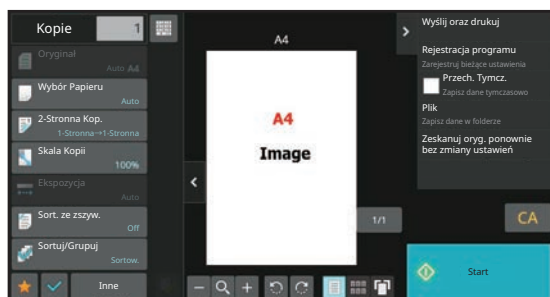 Kopie 1
Oryginał
Auto A4
Wybór Papieru
Auto
2-Stronna Kop.
1-Stronna→1-Stronna
Skala Kopii
100%
Ekspozycja
Auto
Sort. ze zszyw.
Off
Sortuj/Grupuj
Sortow.
Inne
A4
A4
Image
1/1
Wyślij oraz drukuj
Rejestracja programu
Zarejestruj bieżące ustawienia
Przech. Tymcz.
Zapisz dane tymczasowo
Plik
Zapisz dane w folderze
Zeskanuj oryg. ponownie
bez zmiany ustawień
CA
Start